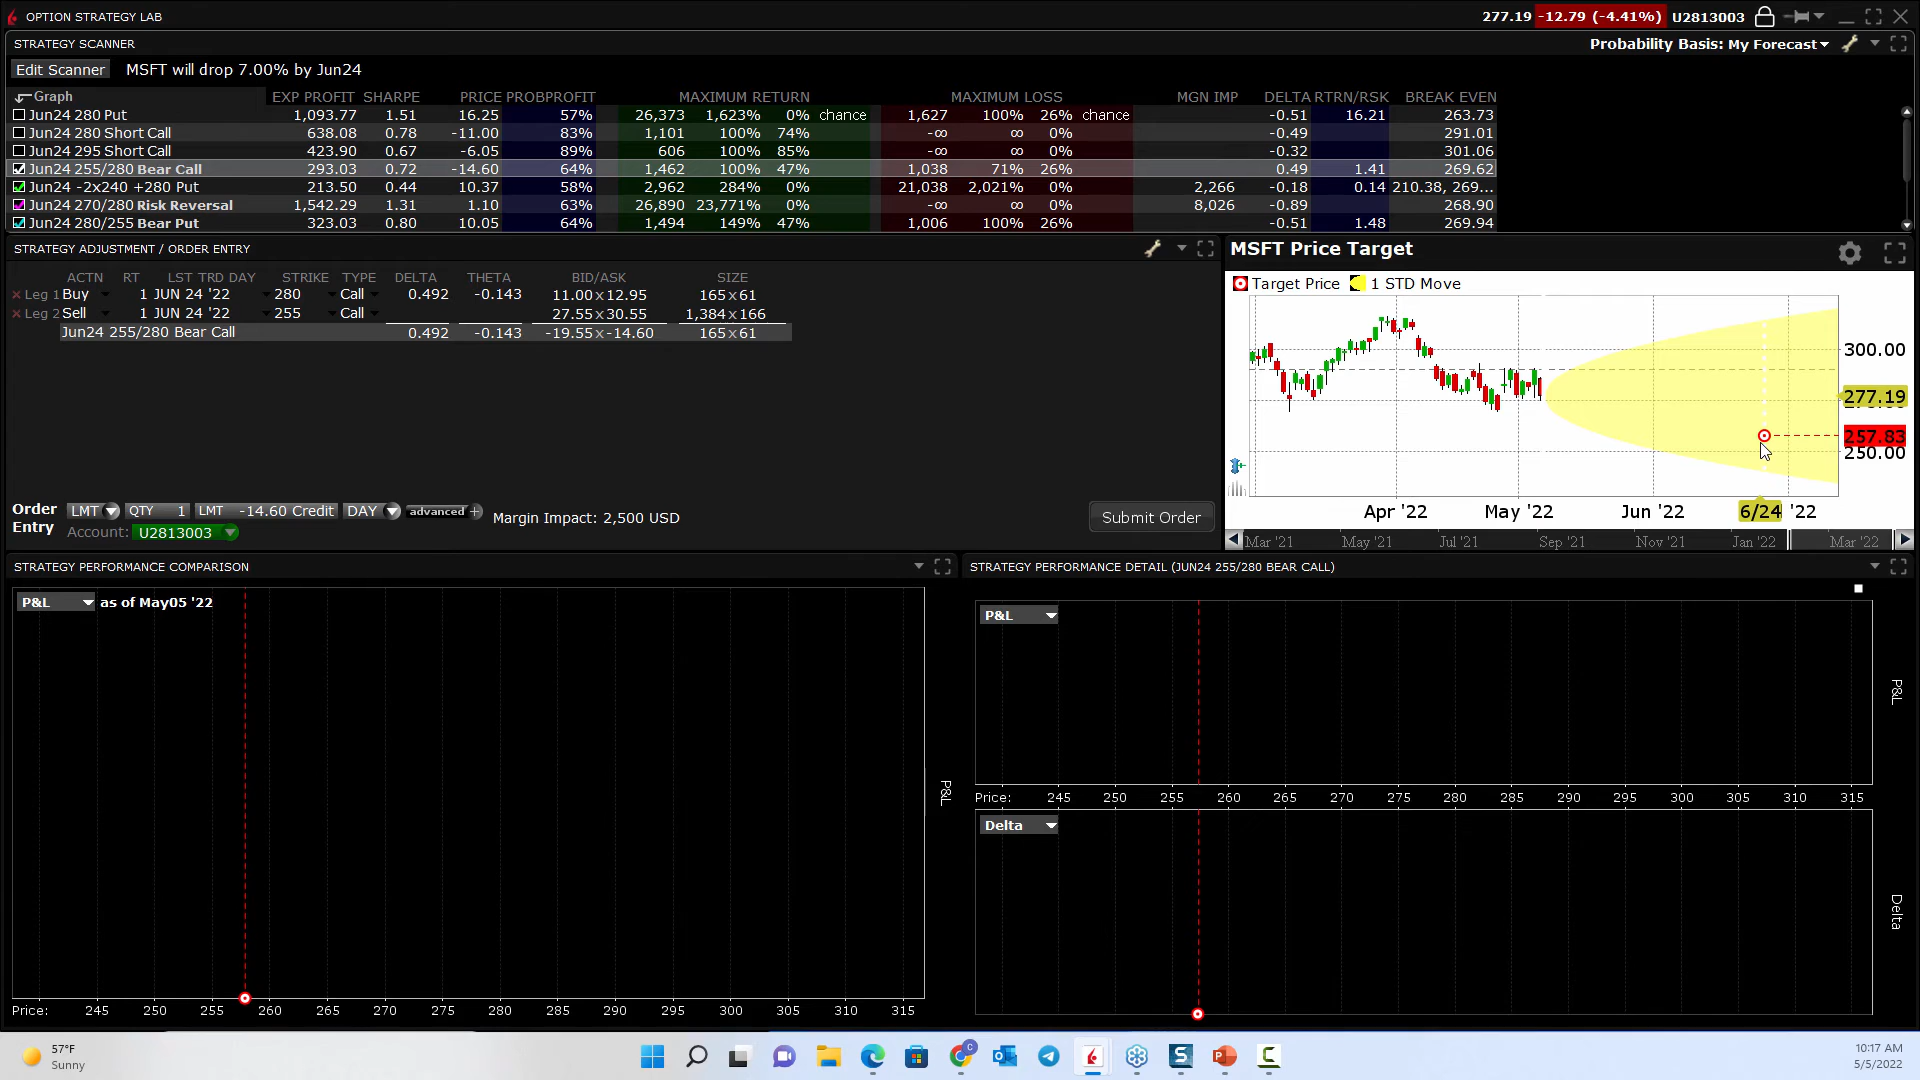 OPTION STRATEGY LAB
277.19 -12.79 (-4.41%) U2813003
STRATEGY SCANNER
Probability Basis: My Forecast
Edit Scanner MSFT will drop 7.00% by Jun24
Graph EXP PROFIT SHARPE PRICE PROBPROFIT MAXIMUM RETURN MAXIMUM LOSS MGN IMP DELTA RTRN/RSK BREAK EVEN
Jun24 280 Put 1,093.77 1.51 16.25 57% 26,373 1,623% 0% chance 1,627 100% 26% chance -0.51 16.21 263.73
Jun24 280 Short Call 638.08 0.78 -11.00 83% 1,101 100% 74% -∞ ∞ 0% -0.49 291.01
Jun24 295 Short Call 423.90 0.67 -6.05 89% 606 100% 85% -∞ ∞ 0% -0.32 301.06
Jun24 255/280 Bear Call 293.03 0.72 -14.60 64% 1,462 100% 47% 1,038 71% 26% 0.49 1.41 269.62
Jun24 -2x240 +280 Put 213.50 0.44 10.37 58% 2,962 284% 0% 21,038 2,021% 0% 2,266 -0.18 0.14 210.38, 269...
Jun24 270/280 Risk Reversal 1,542.29 1.31 1.10 63% 26,890 23,771% 0% -∞ ∞ 0% 8,026 -0.89 268.90
Jun24 280/255 Bear Put 323.03 0.80 10.05 64% 1,494 149% 47% 1,006 100% 26% -0.51 1.48 269.94
STRATEGY ADJUSTMENT / ORDER ENTRY
ACTN RT LST TRD DAY STRIKE TYPE DELTA THETA BID/ASK SIZE
Leg 1 Buy 1 JUN 24 '22 280 Call 0.492 -0.143 11.00x12.95 165x61
Leg 2 Sell 1 JUN 24 '22 255 Call 27.55x30.55 1,384x166
Jun24 255/280 Bear Call 0.492 -0.143 -19.55x-14.60 165x61
Order Entry LMT QTY 1 LMT -14.60 Credit DAY advanced + Margin Impact: 2,500 USD Submit Order
Account: U2813003
MSFT Price Target
Target Price 1 STD Move
300.00
277.19
257.83
250.00
Apr '22 May '22 Jun '22 6/24 '22
Mar '21 May '21 Jul '21 Sep '21 Nov '21 Jan '22 Mar '22
STRATEGY PERFORMANCE COMPARISON
P&L as of May05 '22
P&L
Price: 245 250 255 260 265 270 275 280 285 290 295 300 305 310 315
STRATEGY PERFORMANCE DETAIL (JUN24 255/280 BEAR CALL)
P&L
P&L
Price: 245 250 255 260 265 270 275 280 285 290 295 300 305 310 315
Delta
Delta
57°F
Sunny
10:17 AM
5/5/2022